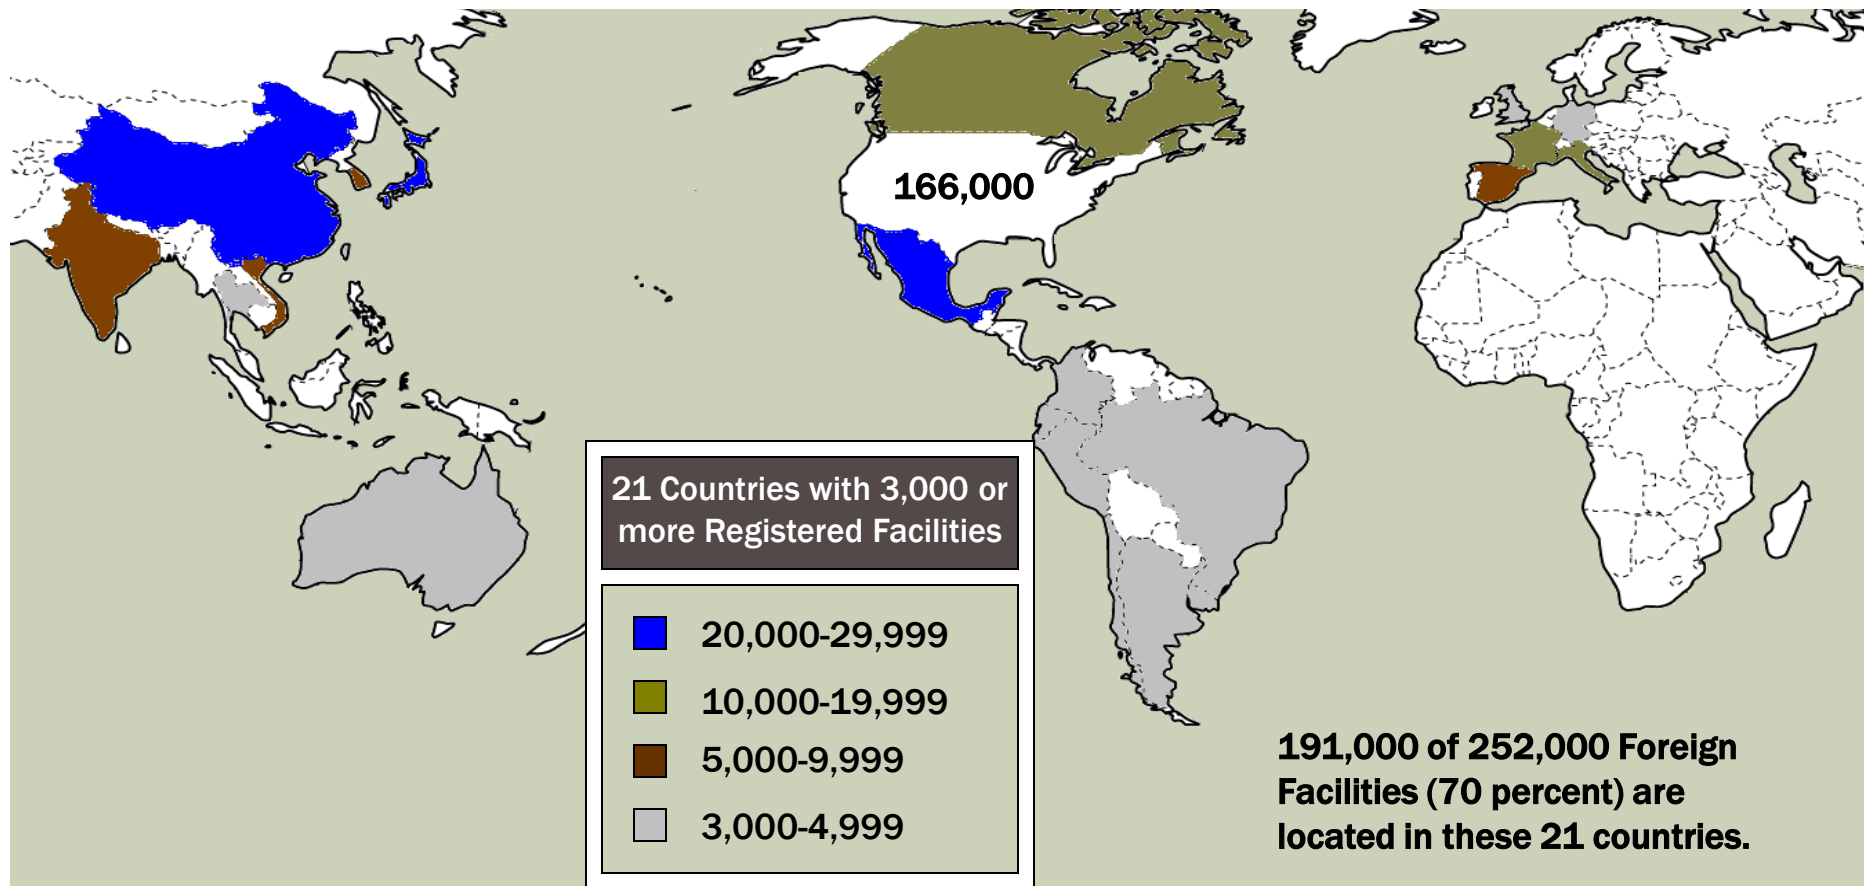 166,000
21 Countries with 3,000 or
more Registered Facilities
20,000-29,999
10,000-19,999
5,000-9,999
3,000-4,999
191,000 of 252,000 Foreign
Facilities (70 percent) are
located in these 21 countries.